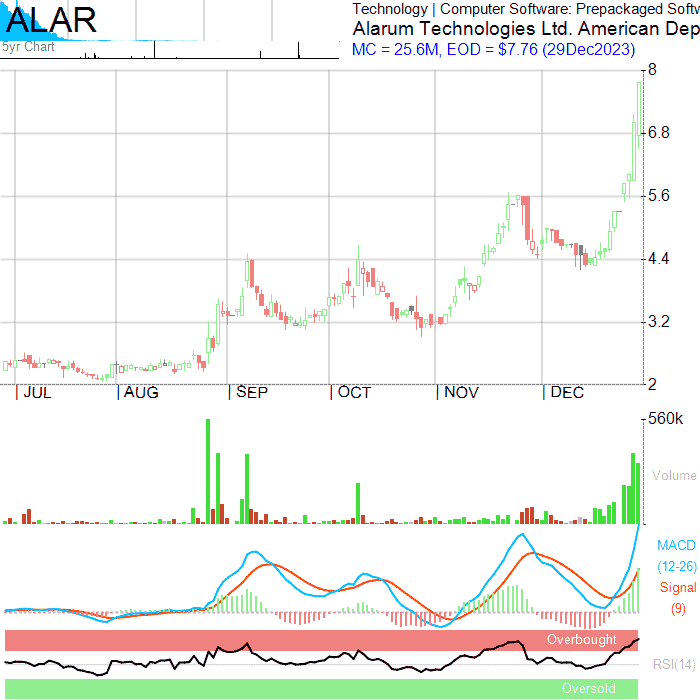 ALAR
5yr Chart
Technology | Computer Software: Prepackaged Softw
Alarum Technologies Ltd. American Dep
MC = 25.6M, EOD = $7.76 (29Dec2023)
8
6.8
5.6
4.4
3.2
2
JUL AUG SEP OCT NOV DEC
560k
Volume
MACD
(12-26)
Signal
(9)
Overbought
RSI(14)
Oversold